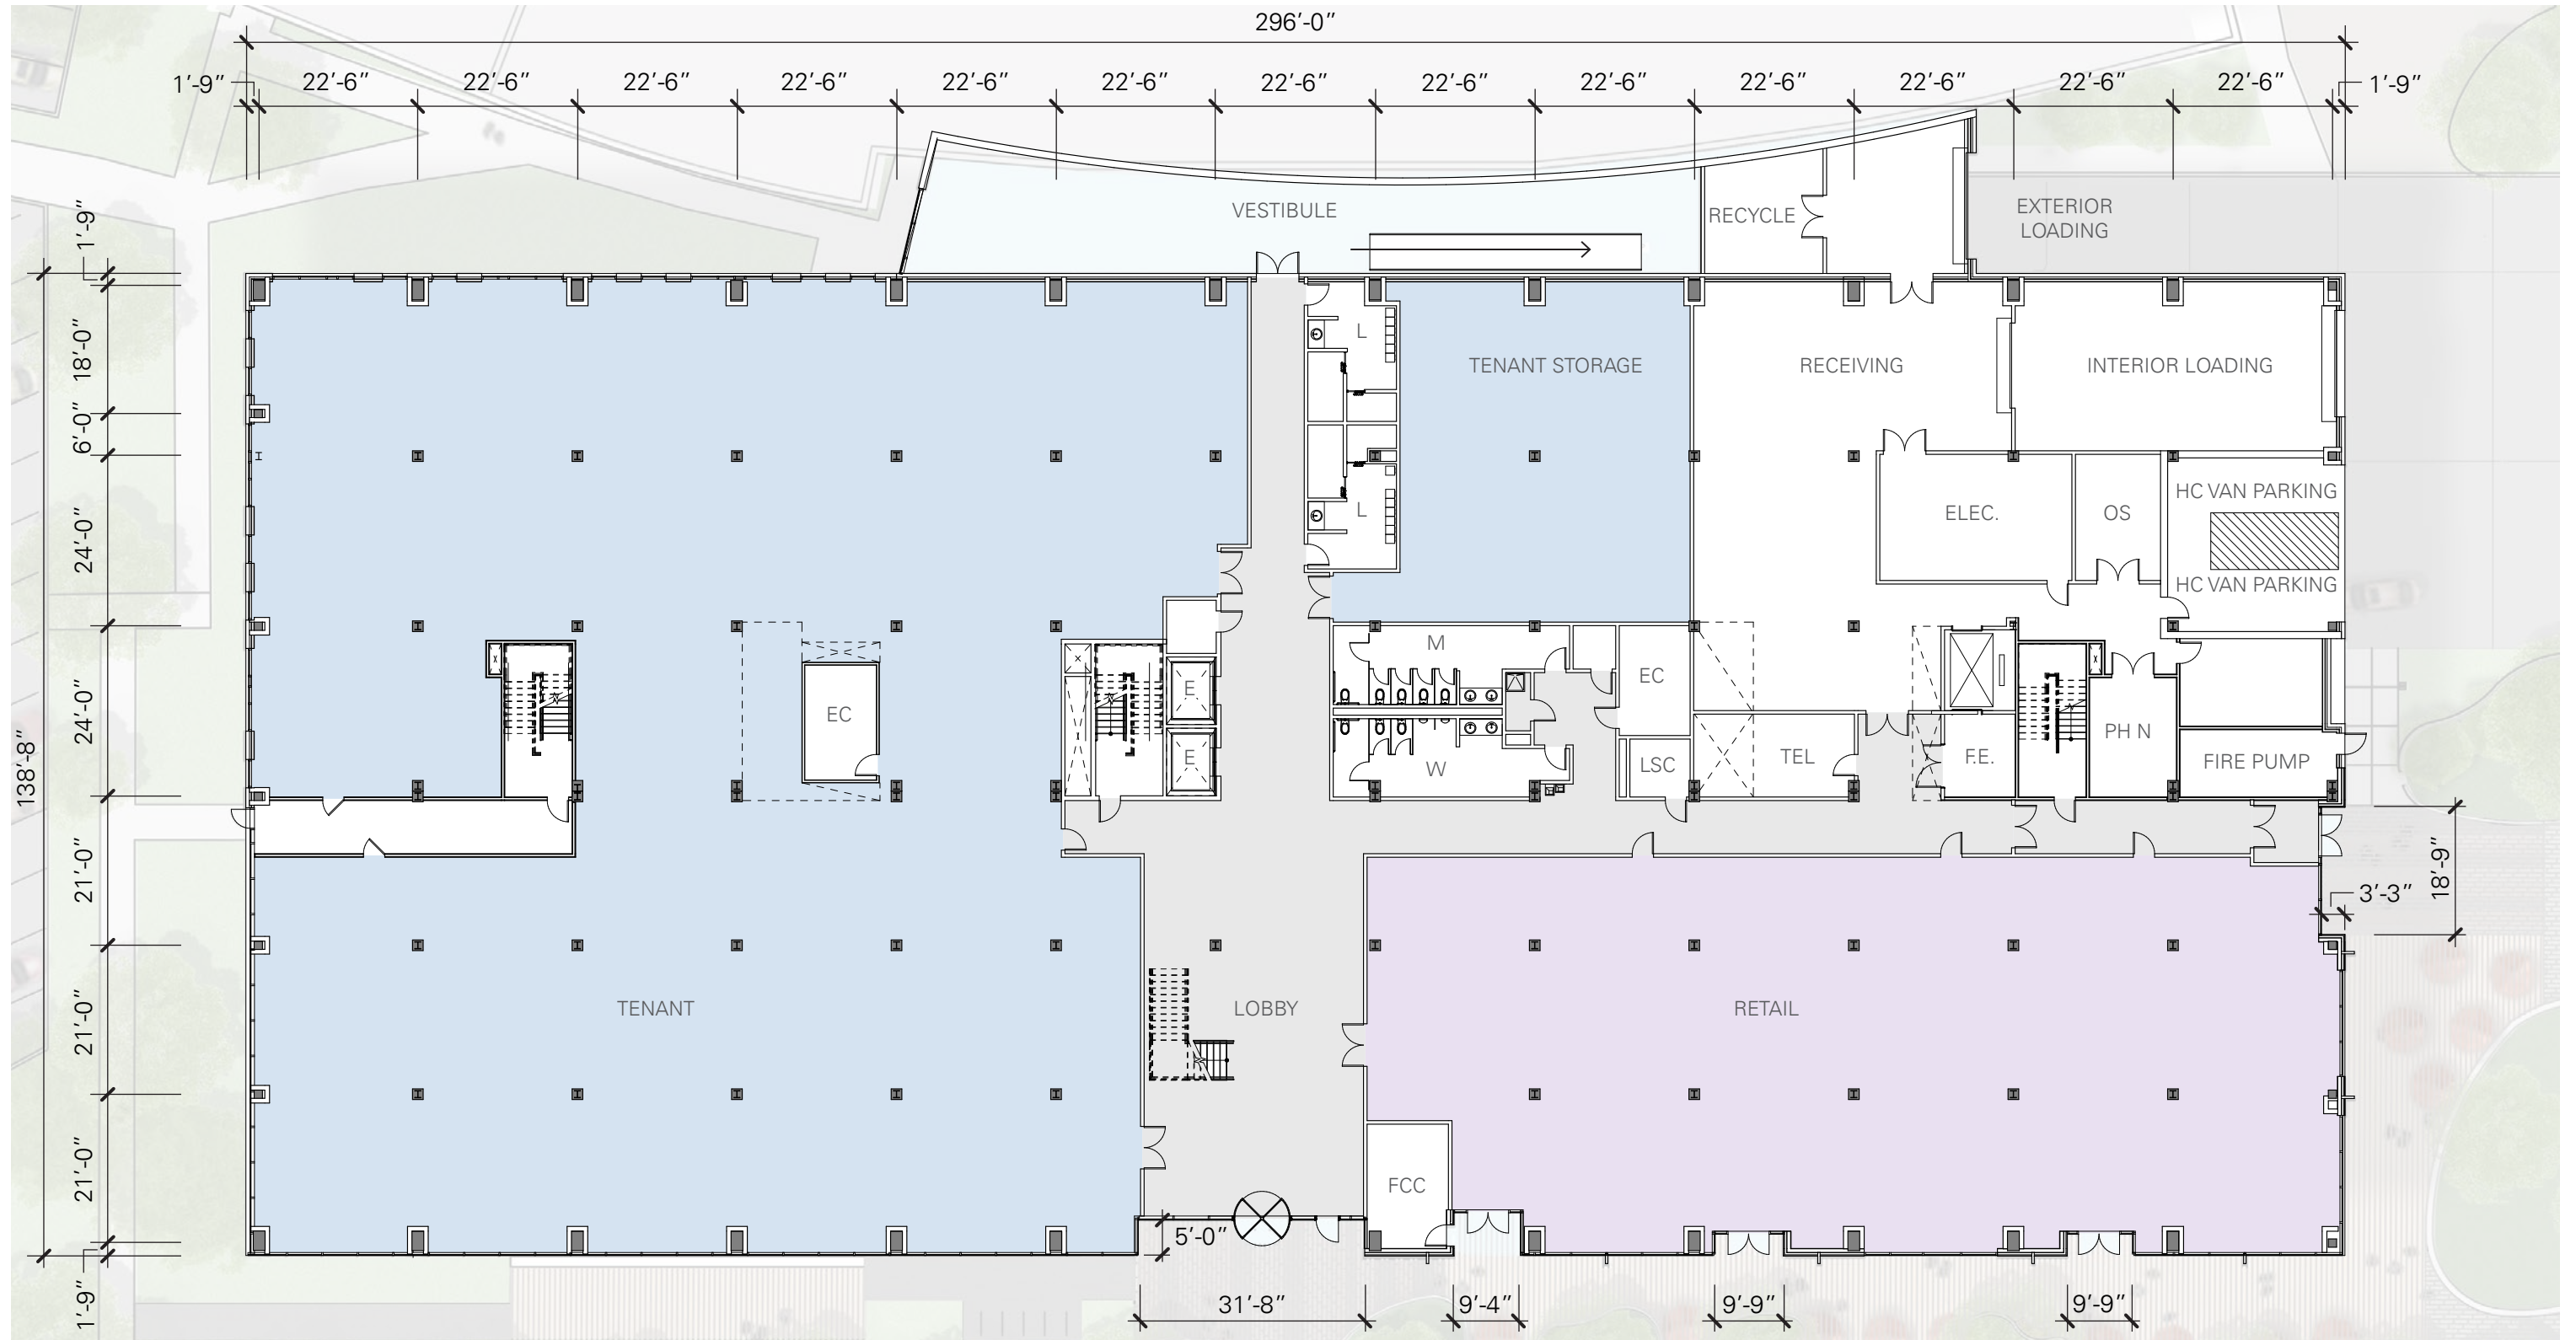 296’-0”
1’-9” 22’-6” 22’-6” 22’-6” 22’-6” 22’-6” 22’-6” 22’-6” 22’-6” 22’-6” 22’-6” 22’-6” 22’-6” 22’-6” 1’-9”
VESTIBULE
RECYCLE
EXTERIOR
LOADING
1’-9”
18’-0”
6’-0”
24’-0”
24’-0”
138’-8”
21’-0”
21’-0”
21’-0”
1’-9”
L
TENANT STORAGE
RECEIVING
INTERIOR LOADING
L
ELEC.
OS
HC VAN PARKING
HC VAN PARKING
EC
E
E
M
W
EC
LSC
TEL
F.E.
PH N
FIRE PUMP
18’-9”
3’-3”
TENANT
LOBBY
RETAIL
FCC
5’-0”
31’-8”
9’-4”
9’-9”
9’-9”